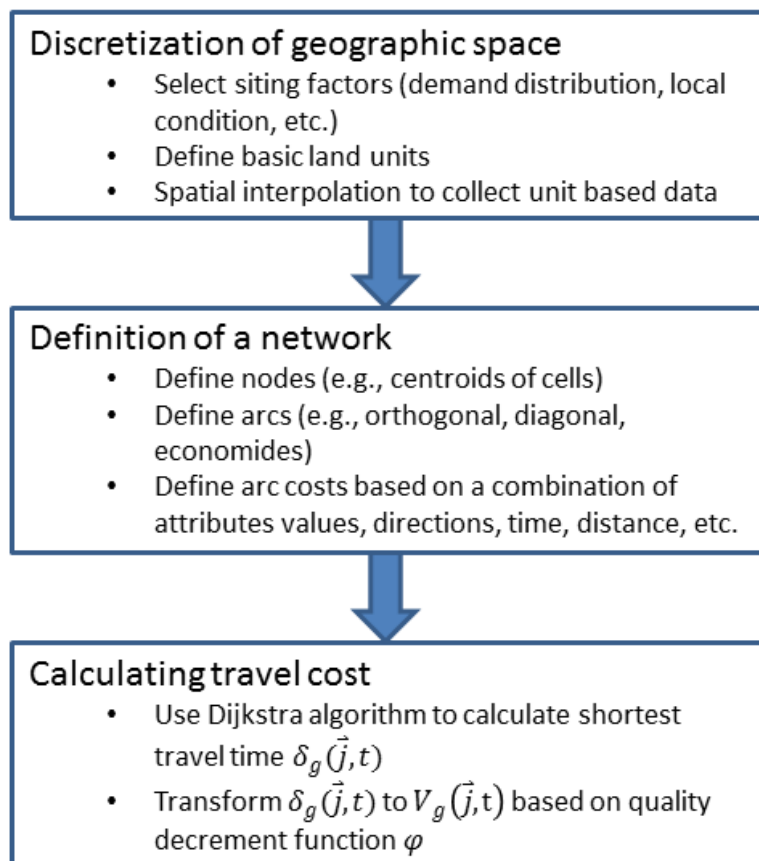 Discretization of geographic space
• Select siting factors (demand distribution, local
condition, etc.)
• Define basic land units
• Spatial interpolation to collect unit based data
Definition of a network
• Define nodes (e.g., centroids of cells)
• Define arcs (e.g., orthogonal, diagonal,
economides)
• Define arc costs based on a combination of
attributes values, directions, time, distance, etc.
Calculating travel cost
• Use Dijkstra algorithm to calculate shortest
travel time δ_g(j⃗,t)
• Transform δ_g(j⃗,t) to V_g(j⃗,t) based on quality
decrement function φ